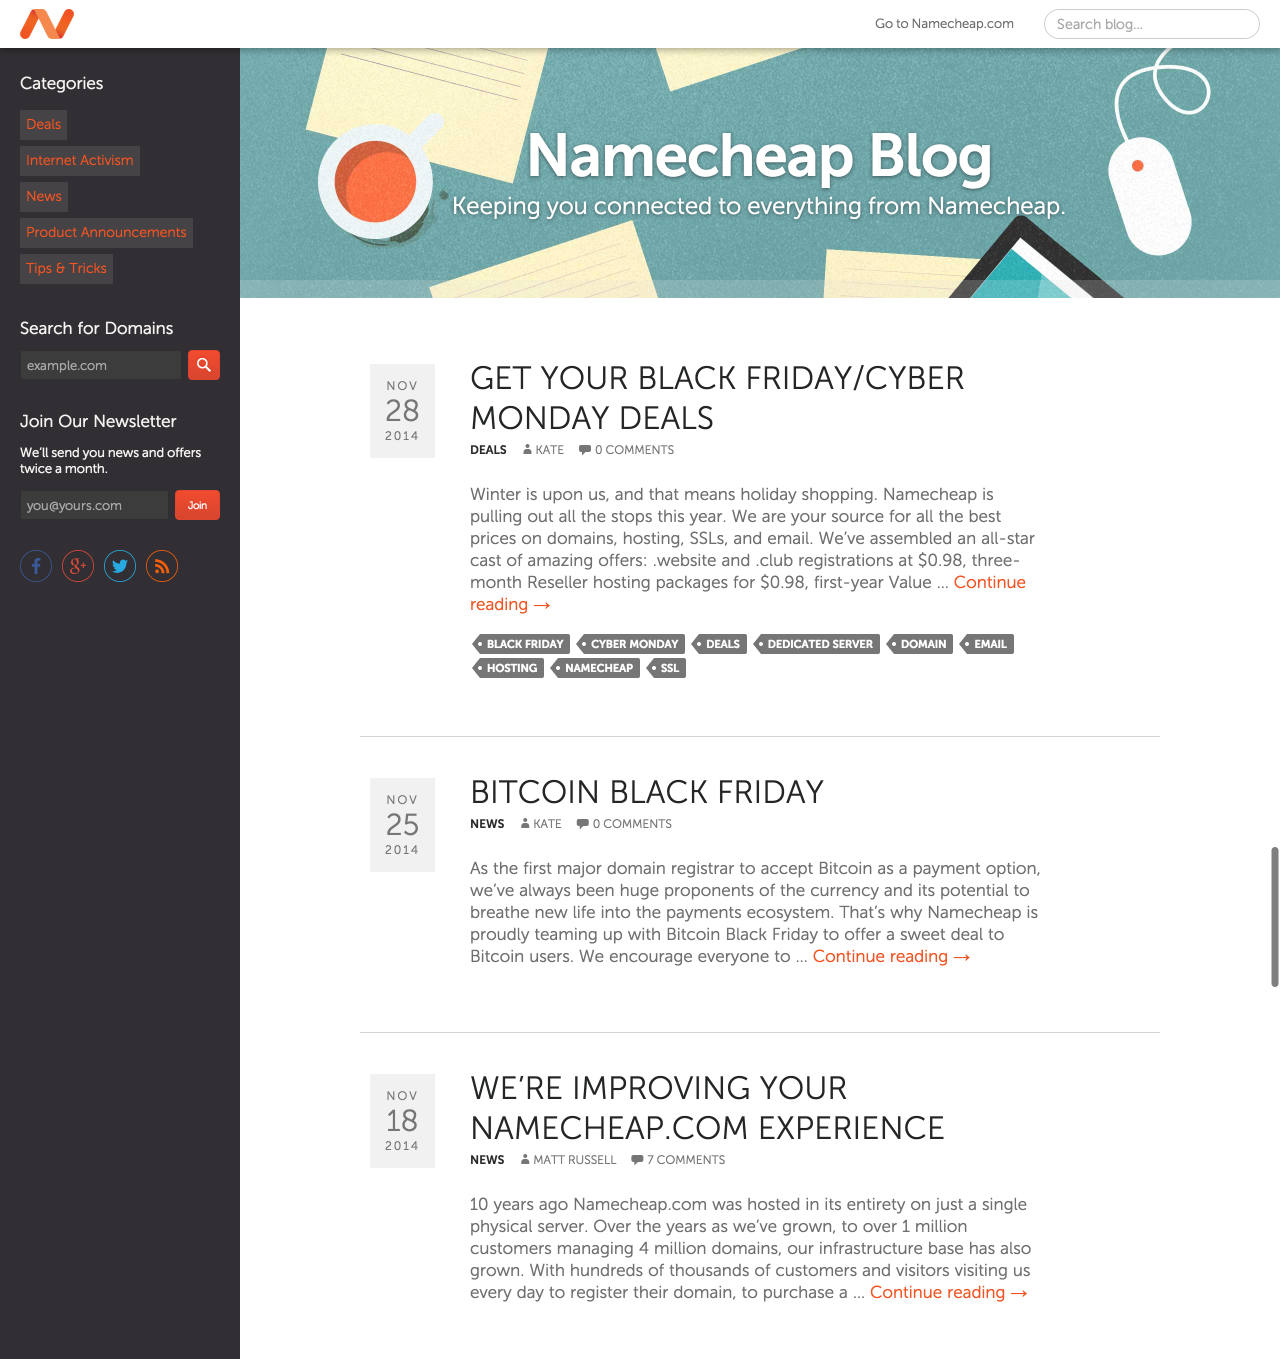 Go to Namecheap.com
Search blog...
Categories
Deals
Internet Activism
News
Product Announcements
Tips & Tricks
Search for Domains
example.com
Join Our Newsletter
We'll send you news and offers
twice a month.
you@yours.com
Join
Namecheap Blog
Keeping you connected to everything from Namecheap.
NOV
28
2014
GET YOUR BLACK FRIDAY/CYBER
MONDAY DEALS
DEALS KATE 0 COMMENTS
Winter is upon us, and that means holiday shopping. Namecheap is
pulling out all the stops this year. We are your source for all the best
prices on domains, hosting, SSLs, and email. We've assembled an all-star
cast of amazing offers: .website and .club registrations at $0.98, three-
month Reseller hosting packages for $0.98, first-year Value ... Continue
reading →
BLACK FRIDAY CYBER MONDAY DEALS DEDICATED SERVER DOMAIN EMAIL
HOSTING NAMECHEAP SSL
NOV
25
2014
BITCOIN BLACK FRIDAY
NEWS KATE 0 COMMENTS
As the first major domain registrar to accept Bitcoin as a payment option,
we've always been huge proponents of the currency and its potential to
breathe new life into the payments ecosystem. That's why Namecheap is
proudly teaming up with Bitcoin Black Friday to offer a sweet deal to
Bitcoin users. We encourage everyone to ... Continue reading →
NOV
18
2014
WE'RE IMPROVING YOUR
NAMECHEAP.COM EXPERIENCE
NEWS MATT RUSSELL 7 COMMENTS
10 years ago Namecheap.com was hosted in its entirety on just a single
physical server. Over the years as we've grown, to over 1 million
customers managing 4 million domains, our infrastructure base has also
grown. With hundreds of thousands of customers and visitors visiting us
every day to register their domain, to purchase a ... Continue reading →